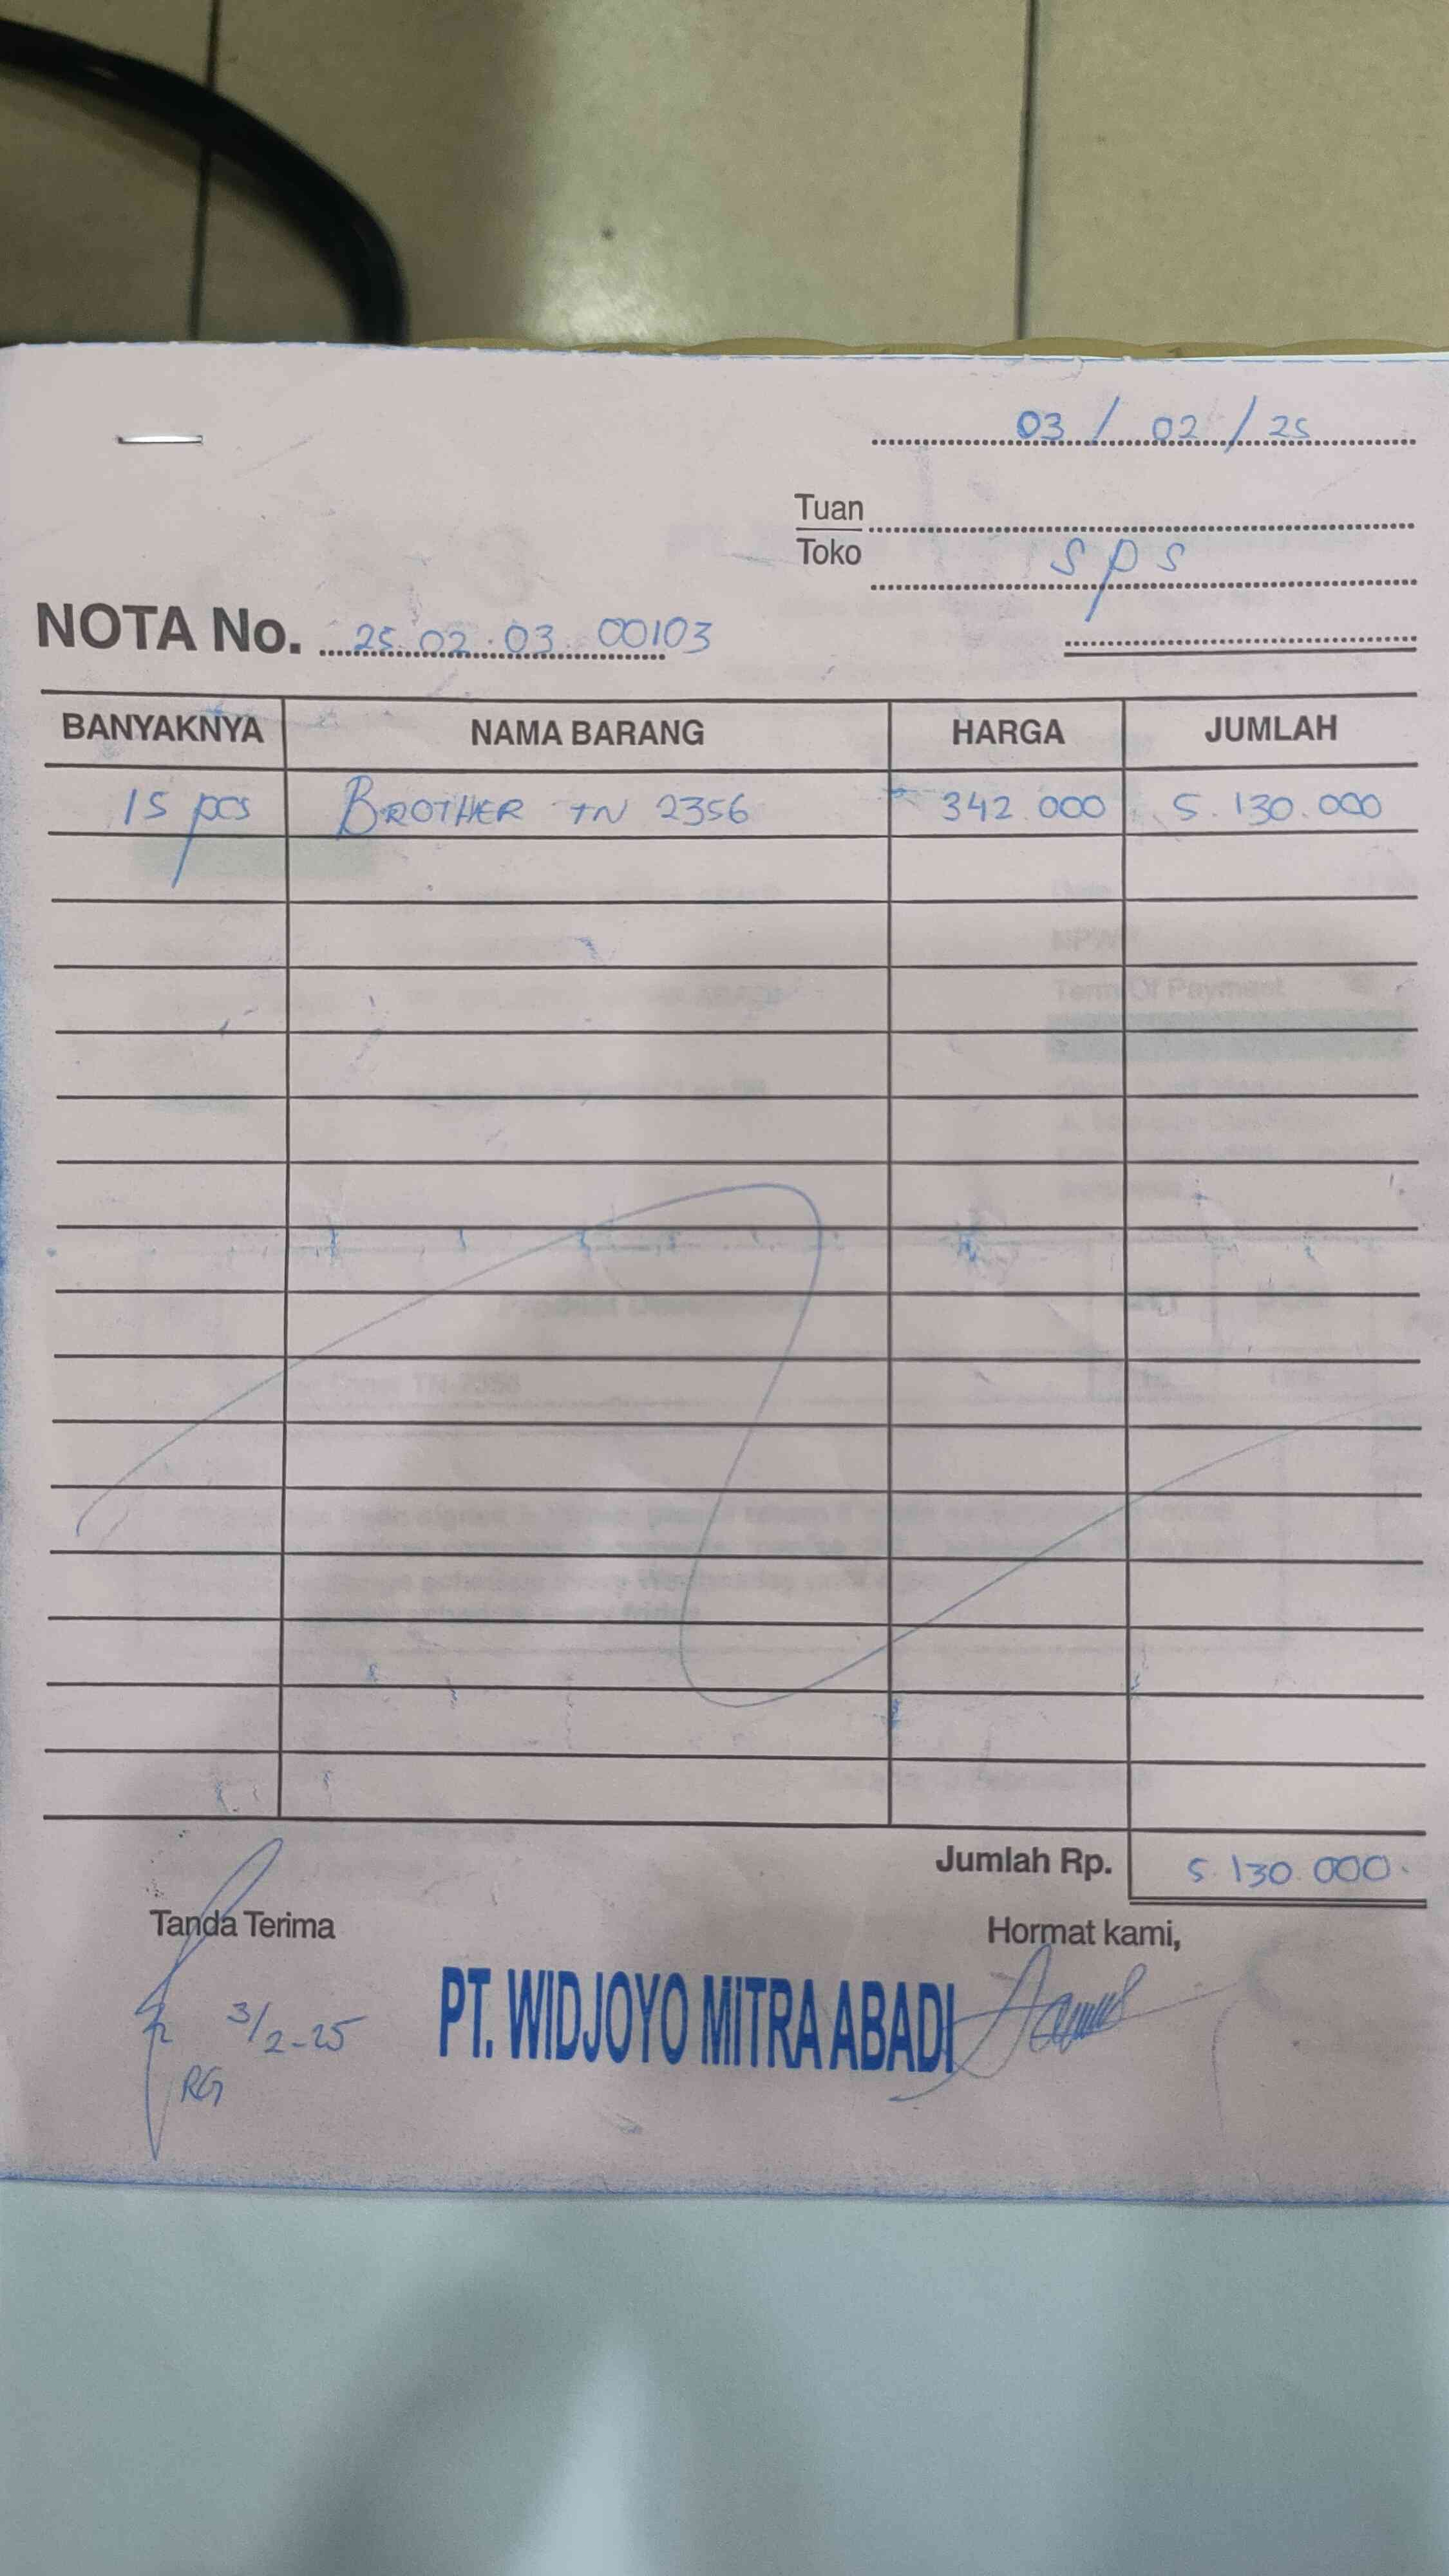 03 / 02 / 25
Tuan
Toko
SPS
NOTA No. 25.02.03.00103
BANYAKNYA NAMA BARANG HARGA JUMLAH
15 pcs BROTHER TN 2356 342.000 5.130.000
Jumlah Rp. 5.130.000
Tanda Terima Hormat kami,
3/2-25
RG
PT. WIDJOYO MITRA ABADI